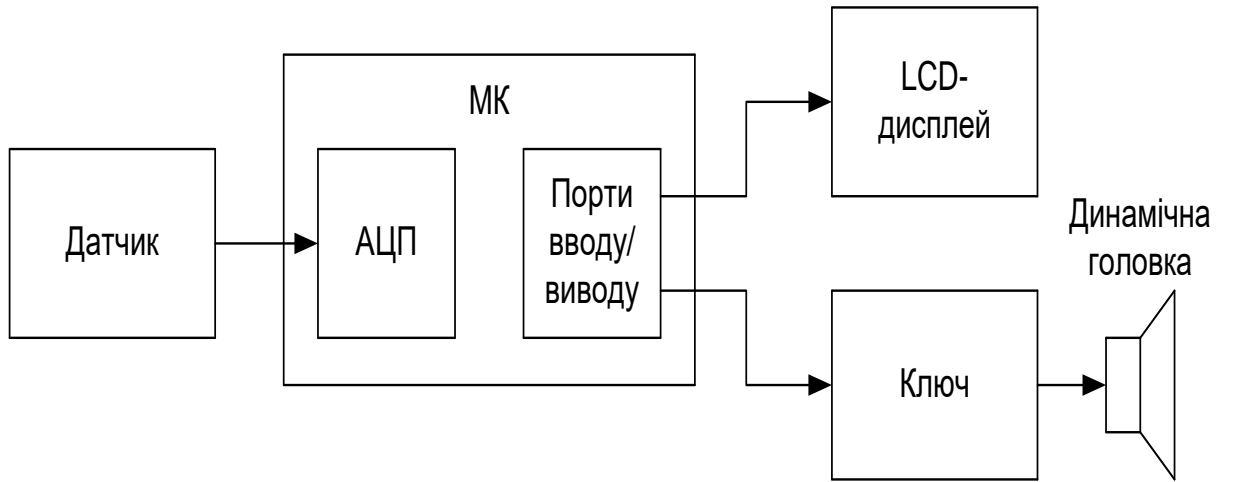 МК
LCD-
дисплей
Датчик
АЦП
Порти
вводу/
виводу
Динамічна
головка
Ключ